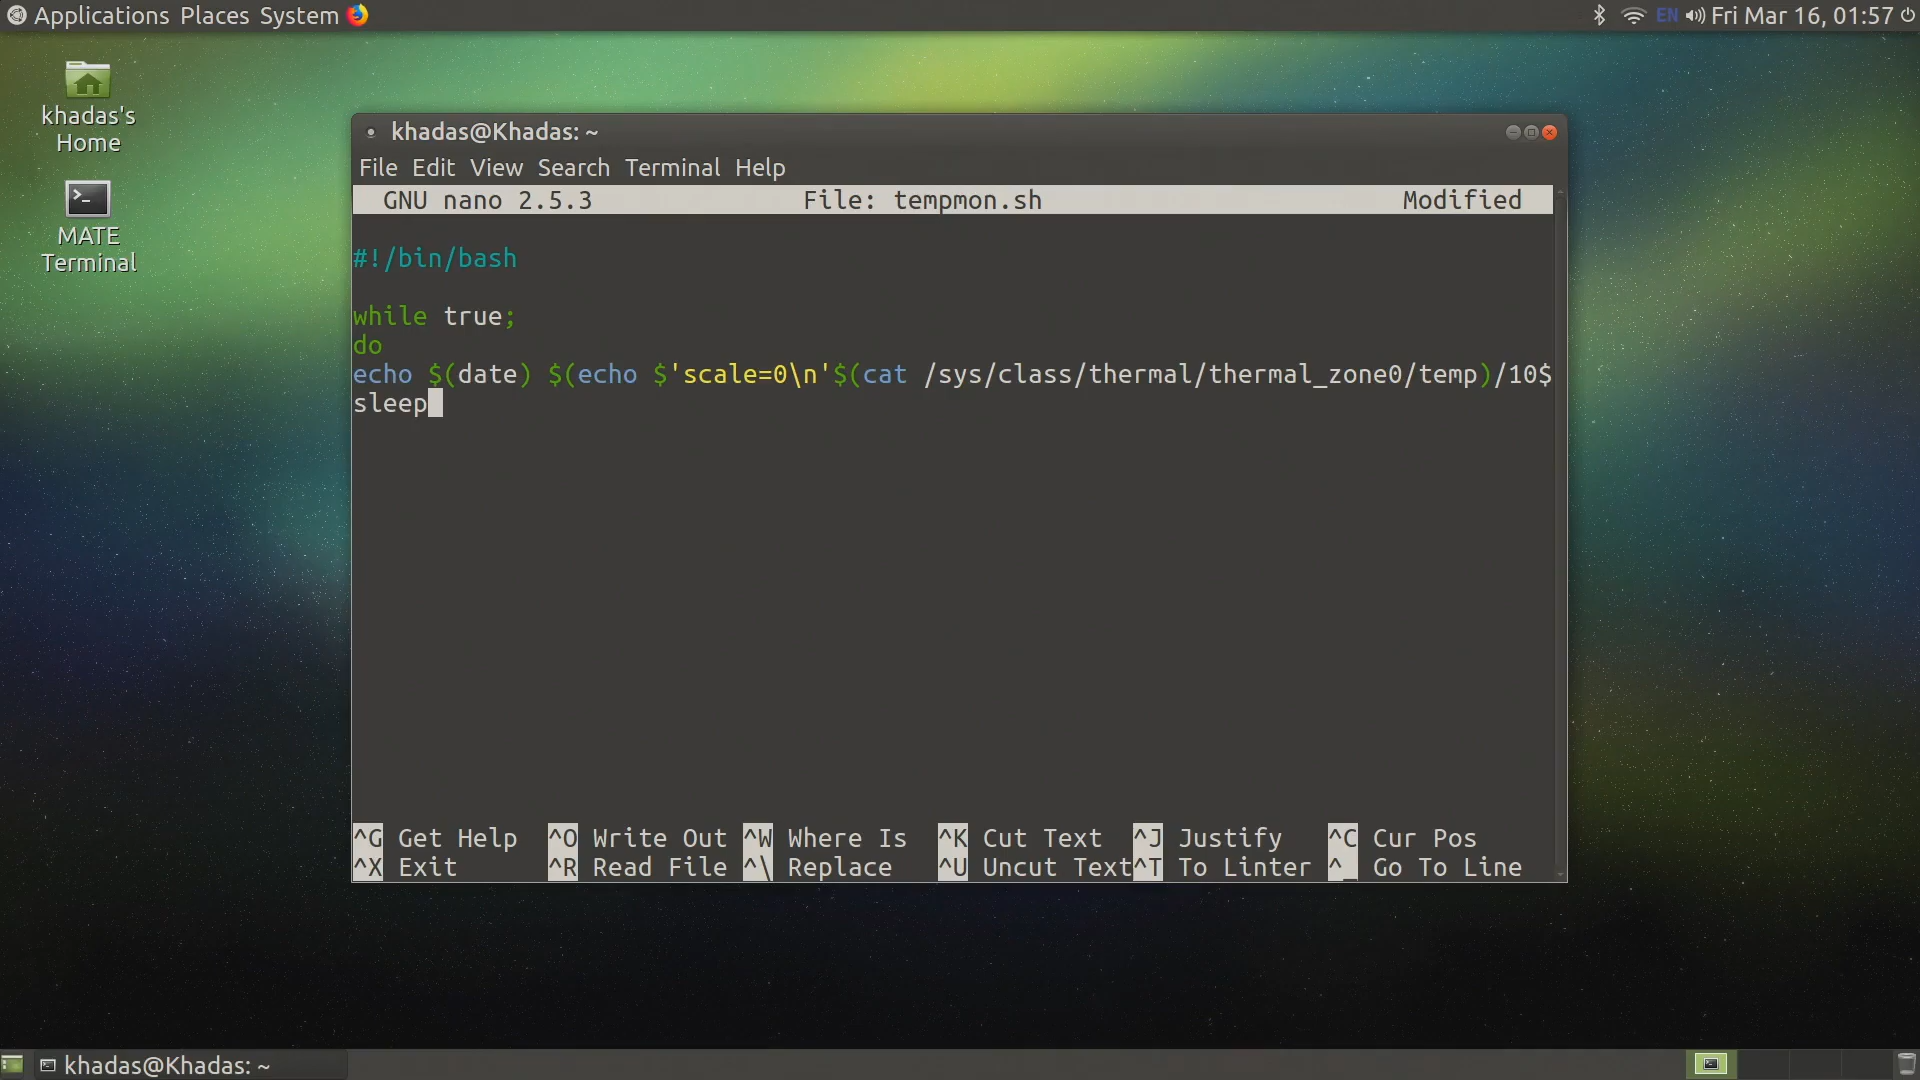 Applications Places System EN Fri Mar 16, 01:57
khadas's
Home
MATE
Terminal
khadas@Khadas: ~
File Edit View Search Terminal Help
GNU nano 2.5.3 File: tempmon.sh Modified
#!/bin/bash
while true;
do
echo $(date) $(echo $'scale=0\n'$(cat /sys/class/thermal/thermal_zone0/temp)/10$
sleep
^G Get Help ^O Write Out ^W Where Is ^K Cut Text ^J Justify ^C Cur Pos
^X Exit ^R Read File ^\ Replace ^U Uncut Text ^T To Linter ^_ Go To Line
khadas@Khadas: ~